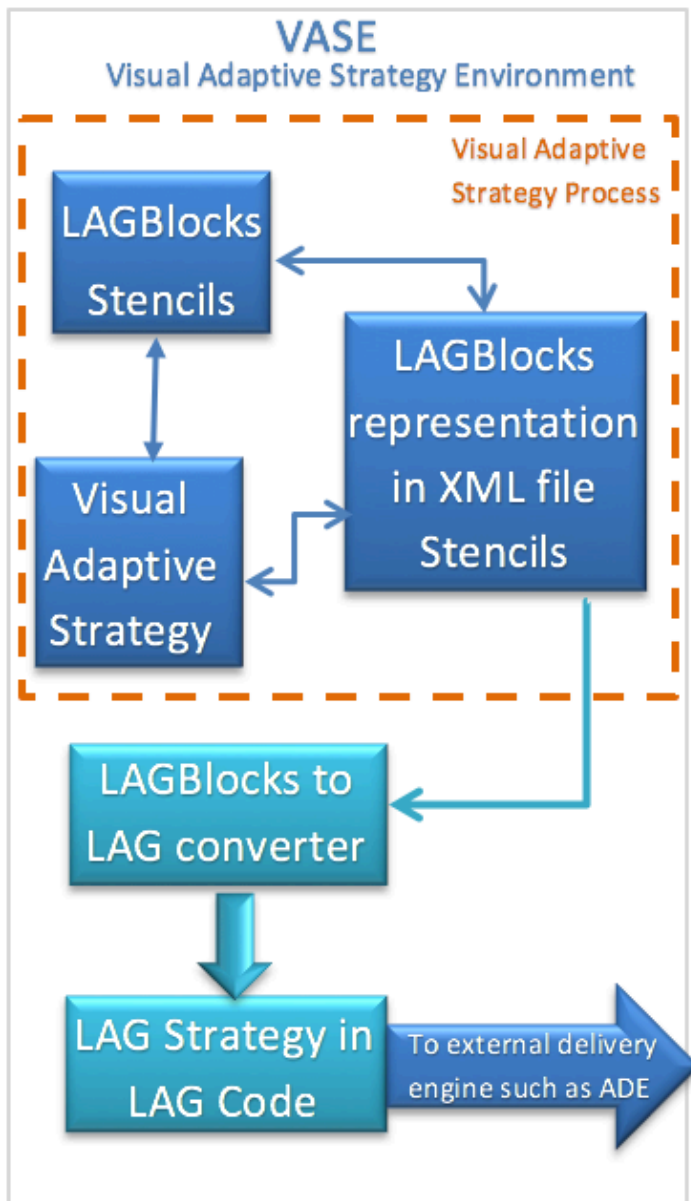 VASE
Visual Adaptive Strategy Environment
Visual Adaptive
Strategy Process
LAGBlocks
Stencils
LAGBlocks
representation
in XML file
Stencils
Visual
Adaptive
Strategy
LAGBlocks to
LAG converter
LAG Strategy in
LAG Code
To external delivery
engine such as ADE